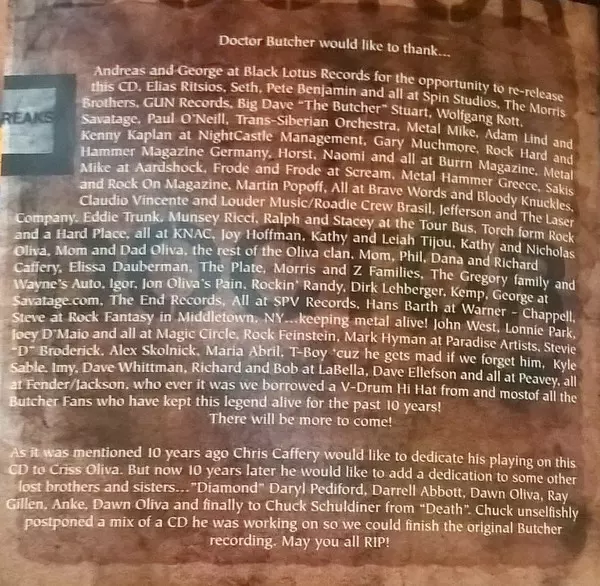 REAKS
Doctor Butcher would like to thank...
Andreas and George at Black Lotus Records for the opportunity to re-release
this CD, Elias Ritsios, Seth, Pete Benjamin and all at Spin Studios, The Morris
Brothers, GUN Records, Big Dave "The Butcher" Stuart, Wolfgang Rott,
Savatage, Paul O'Neill, Trans-Siberian Orchestra, Metal Mike, Adam Lind and
Kenny Kaplan at NightCastle Management, Gary Muchmore, Rock Hard and
Hammer Magazine Germany, Horst, Naomi and all at Burrn Magazine, Metal
Mike at Aardshock, Frode and Frode at Scream, Metal Hammer Greece, Sakis
and Rock On Magazine, Martin Popoff, All at Brave Words and Bloody Knuckles,
Claudio Vincente and Louder Music/Roadie Crew Brasil, Jefferson and The Laser
Company, Eddie Trunk, Munsey Ricci, Ralph and Stacey at the Tour Bus, Torch form Rock
and a Hard Place, all at KNAC, Joy Hoffman, Kathy and Leiah Tijou, Kathy and Nicholas
Oliva, Mom and Dad Oliva, the rest of the Oliva clan, Mom, Phil, Dana and Richard
Caffery, Elissa Dauberman, The Plate, Morris and Z Families, The Gregory family and
Wayne's Auto, Igor, Jon Oliva's Pain, Rockin' Randy, Dirk Lehberger, Kemp, George at
Savatage.com, The End Records, All at SPV Records, Hans Barth at Warner - Chappell,
Steve at Rock Fantasy in Middletown, NY...keeping metal alive! John West, Lonnie Park,
Joey D'Maio and all at Magic Circle, Rock Feinstein, Mark Hyman at Paradise Artists, Stevie
"D" Broderick, Alex Skolnick, Maria Abril, T-Boy 'cuz he gets mad if we forget him, Kyle
Sable, Imy, Dave Whittman, Richard and Bob at LaBella, Dave Ellefson and all at Peavey, all
at Fender/Jackson, who ever it was we borrowed a V-Drum Hi Hat from and mostof all the
Butcher Fans who have kept this legend alive for the past 10 years!
There will be more to come!
As it was mentioned 10 years ago Chris Caffery would like to dedicate his playing on this
CD to Criss Oliva. But now 10 years later he would like to add a dedication to some other
lost brothers and sisters..."Diamond" Daryl Pediford, Darrell Abbott, Dawn Oliva, Ray
Gillen, Anke, Dawn Oliva and finally to Chuck Schuldiner from "Death". Chuck unselfishly
postponed a mix of a CD he was working on so we could finish the original Butcher
recording. May you all RIP!